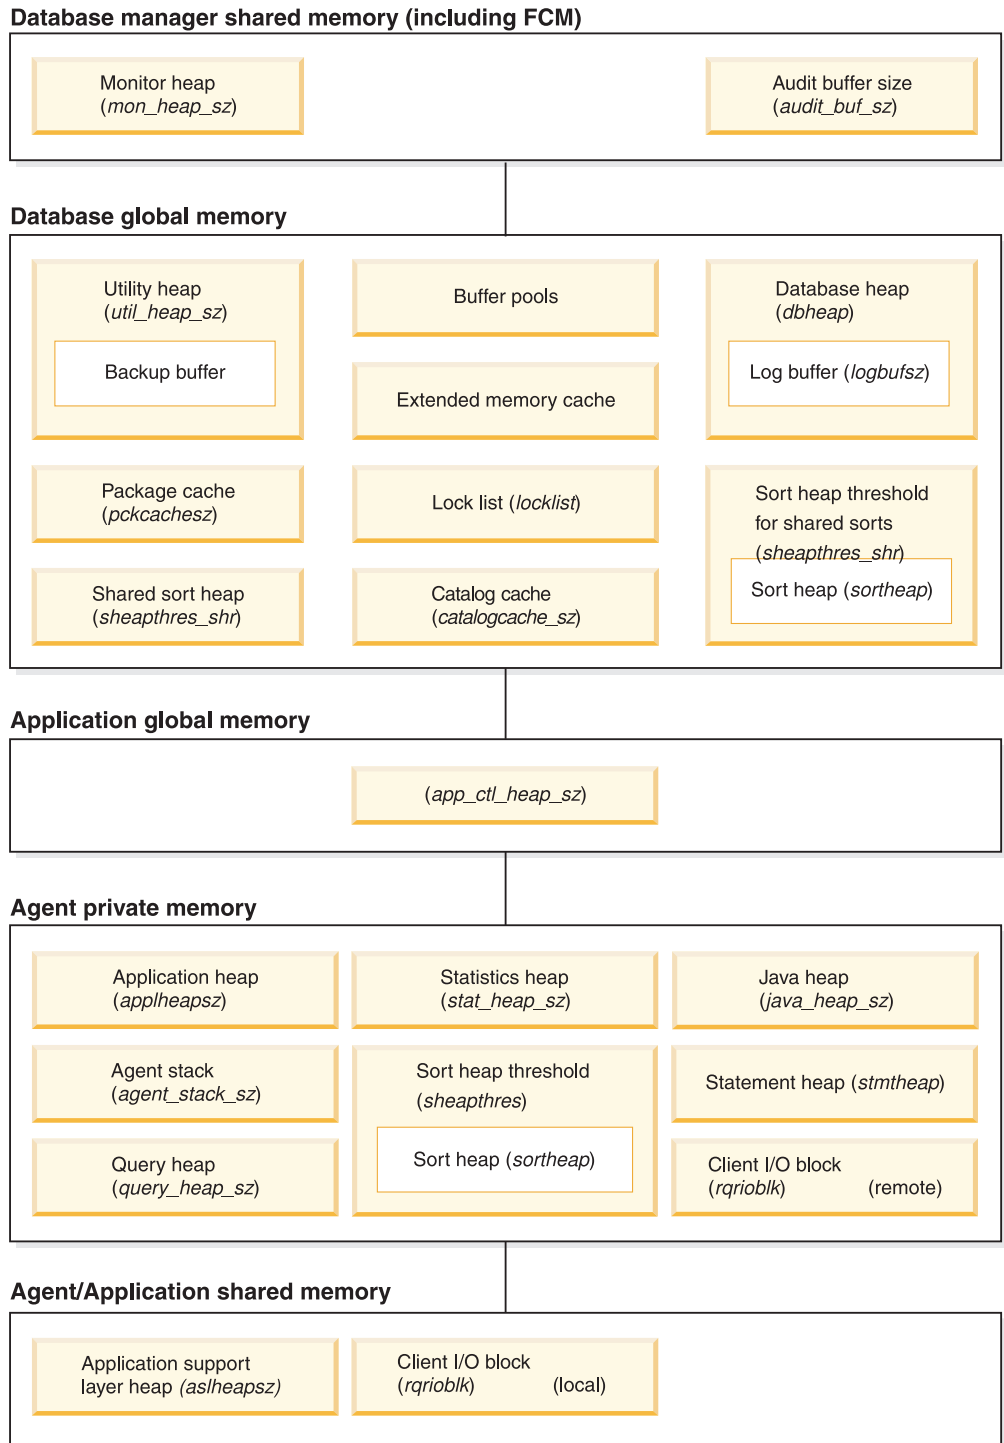 Database manager shared memory (including FCM)
Monitor heap
(mon_heap_sz)
Audit buffer size
(audit_buf_sz)
Database global memory
Utility heap
(util_heap_sz)
Backup buffer
Buffer pools
Extended memory cache
Database heap
(dbheap)
Log buffer (logbufsz)
Package cache
(pckcachesz)
Lock list (locklist)
Sort heap threshold
for shared sorts
(sheapthres_shr)
Sort heap (sortheap)
Shared sort heap
(sheapthres_shr)
Catalog cache
(catalogcache_sz)
Application global memory
(app_ctl_heap_sz)
Agent private memory
Application heap
(applheapsz)
Statistics heap
(stat_heap_sz)
Java heap
(java_heap_sz)
Agent stack
(agent_stack_sz)
Sort heap threshold
(sheapthres)
Sort heap (sortheap)
Statement heap (stmtheap)
Query heap
(query_heap_sz)
Client I/O block
(rqrioblk) (remote)
Agent/Application shared memory
Application support
layer heap (aslheapsz)
Client I/O block
(rqrioblk) (local)